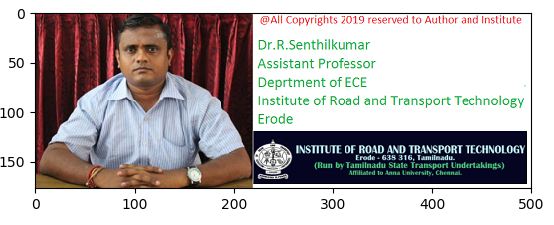 @All Copyrights 2019 reserved to Author and Institute
Dr.R.Senthilkumar
Assistant Professor
Deprtment of ECE
Institute of Road and Transport Technology
Erode
INSTITUTE OF ROAD AND TRANSPORT TECHNOLOGY
Erode - 638 316, Tamilnadu.
(Run by Tamilnadu State Transport Undertakings)
Affiliated to Anna University, Chennai.
0
50
100
150
0
100
200
300
400
500